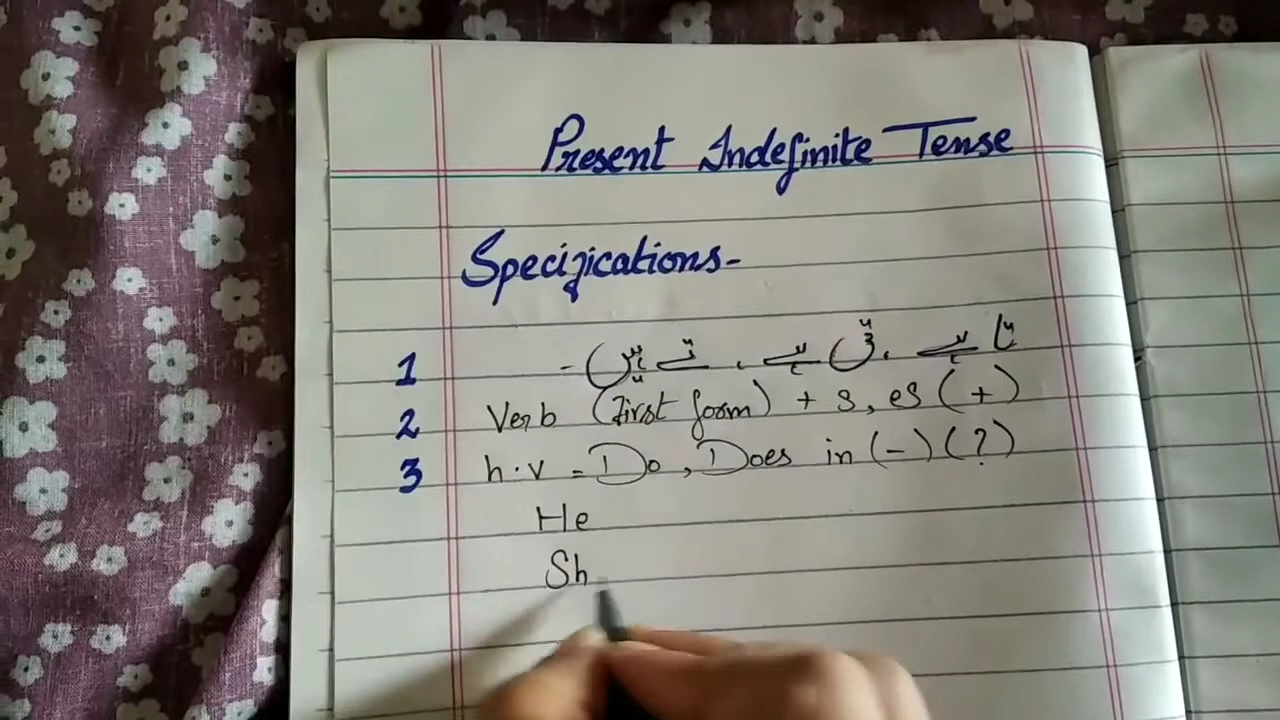 Present Indefinite Tense
Specifications-
1 تا ہے ، تی ہے ، تے ہیں -
2 Verb (First form) + s, es (+)
3 h.v = Do, Does in (-) (?)
He
Sh